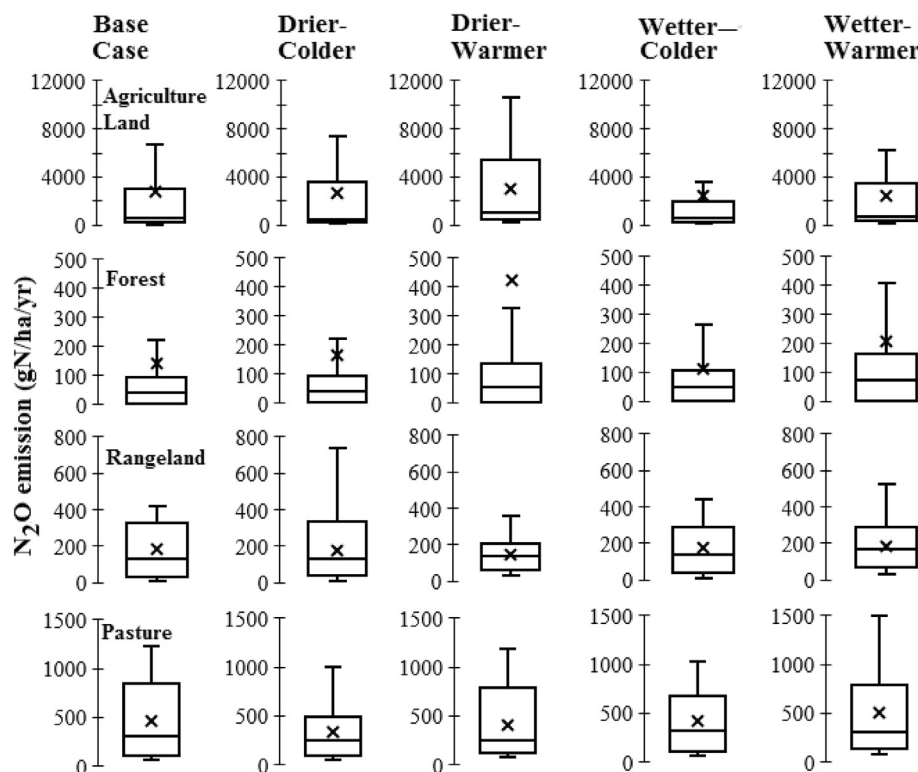 Base Case
Drier- Colder
Drier- Warmer
Wetter— Colder
Wetter- Warmer
N₂O emission (gN/ha/yr)
Agriculture Land
12000 12000 12000 12000 12000
8000 8000 8000 8000 8000
4000 4000 4000 4000 4000
0 0 0 0 0
Forest
500 500 500 500 500
400 400 400 400 400
300 300 300 300 300
200 200 200 200 200
100 100 100 100 100
0 0 0 0 0
Rangeland
800 800 800 800 800
600 600 600 600 600
400 400 400 400 400
200 200 200 200 200
0 0 0 0 0
Pasture
1500 1500 1500 1500 1500
1000 1000 1000 1000 1000
500 500 500 500 500
0 0 0 0 0